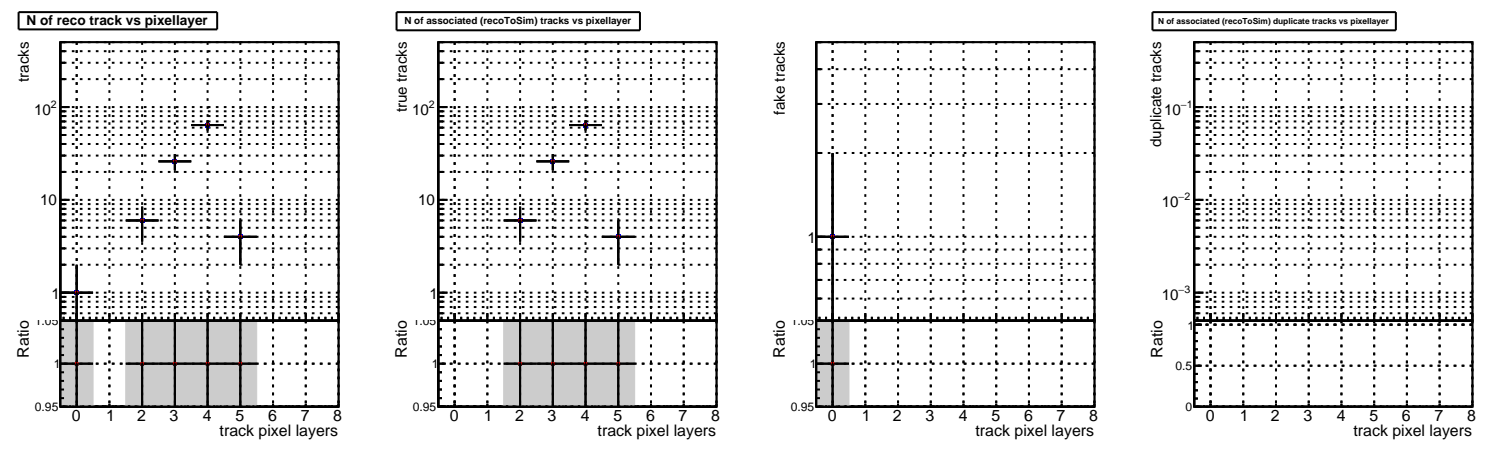 N of reco track vs pixellayer
tracks
10²
10
1
1.05
Ratio
1
0.95
0 1 2 3 4 5 6 7 8
track pixel layers
N of associated (recoToSim) tracks vs pixellayer
true tracks
10²
10
1
1.05
Ratio
1
0.95
0 1 2 3 4 5 6 7 8
track pixel layers
fake tracks
1
1.05
Ratio
1
0.95
0 1 2 3 4 5 6 7 8
track pixel layers
N of associated (recoToSim) duplicate tracks vs pixellayer
duplicate tracks
10⁻¹
10⁻²
10⁻³
Ratio
1
0.5
0
0 1 2 3 4 5 6 7 8
track pixel layers